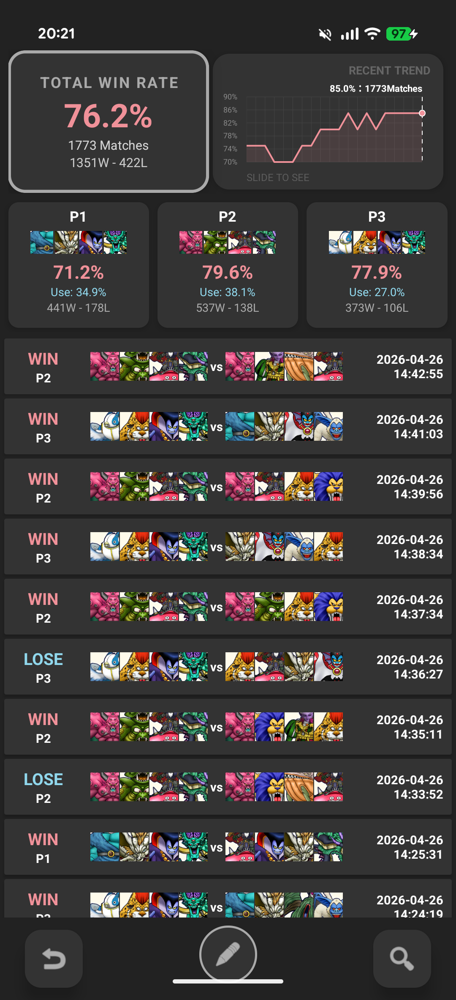 20:21
97
TOTAL WIN RATE
76.2%
1773 Matches
1351W - 422L
RECENT TREND
85.0% : 1773Matches
90%
86%
82%
78%
74%
70%
SLIDE TO SEE
P1
71.2%
Use: 34.9%
441W - 178L
P2
79.6%
Use: 38.1%
537W - 138L
P3
77.9%
Use: 27.0%
373W - 106L
WIN
P2
vs
2026-04-26
14:42:55
WIN
P3
vs
2026-04-26
14:41:03
WIN
P2
vs
2026-04-26
14:39:56
WIN
P3
vs
2026-04-26
14:38:34
WIN
P2
vs
2026-04-26
14:37:34
LOSE
P3
vs
2026-04-26
14:36:27
WIN
P2
vs
2026-04-26
14:35:11
LOSE
P2
vs
2026-04-26
14:33:52
WIN
P1
vs
2026-04-26
14:25:31
WIN
vs
2026-04-26
14:24:19